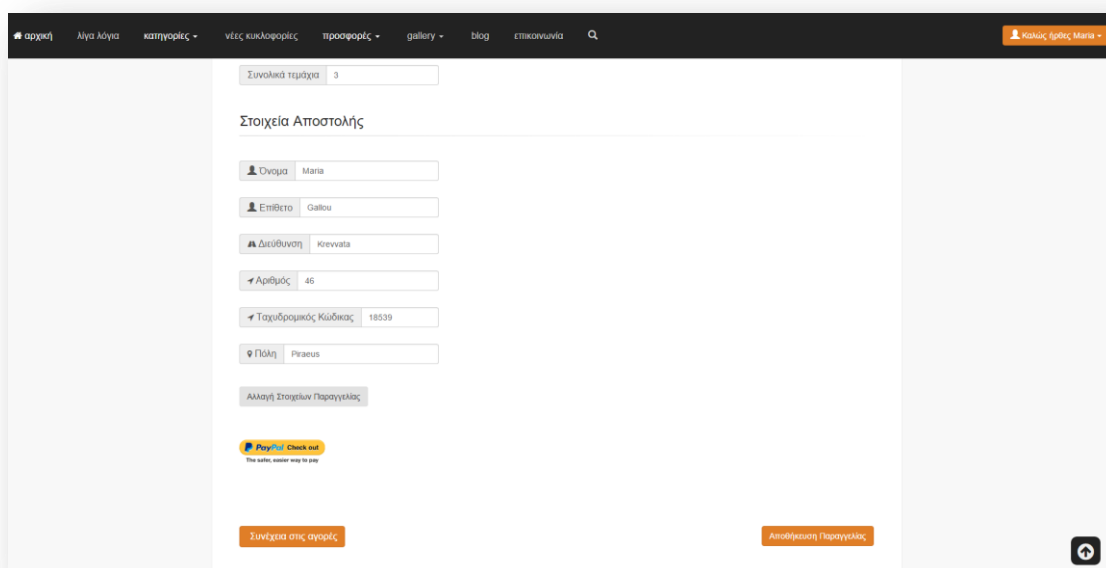 αρχική λίγα λόγια κατηγορίες νέες κυκλοφορίες προσφορές gallery blog επικοινωνία Καλώς ήρθες Maria
Συνολικά τεμάχια 3
Στοιχεία Αποστολής
Όνομα Maria
Επίθετο Gallou
Διεύθυνση Krevvata
Αριθμός 46
Ταχυδρομικός Κώδικας 18539
Πόλη Piraeus
Αλλαγή Στοιχείων Παραγγελίας
PayPal Check out
The safer, easier way to pay
Συνέχεια στις αγορές Αποθήκευση Παραγγελίας